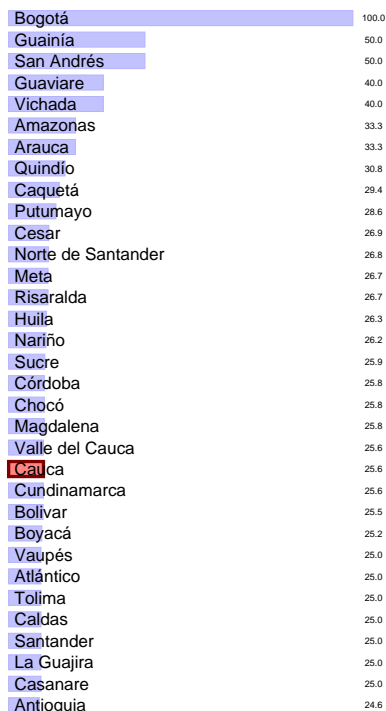 Bogotá 100.0
Guainía 50.0
San Andrés 50.0
Guaviare 40.0
Vichada 40.0
Amazonas 33.3
Arauca 33.3
Quindío 30.8
Caquetá 29.4
Putumayo 28.6
Cesar 26.9
Norte de Santander 26.8
Meta 26.7
Risaralda 26.7
Huila 26.3
Nariño 26.2
Sucre 25.9
Córdoba 25.8
Chocó 25.8
Magdalena 25.8
Valle del Cauca 25.6
Cauca 25.6
Cundinamarca 25.6
Bolivar 25.5
Boyacá 25.2
Vaupés 25.0
Atlántico 25.0
Tolima 25.0
Caldas 25.0
Santander 25.0
La Guajira 25.0
Casanare 25.0
Antioquia 24.6